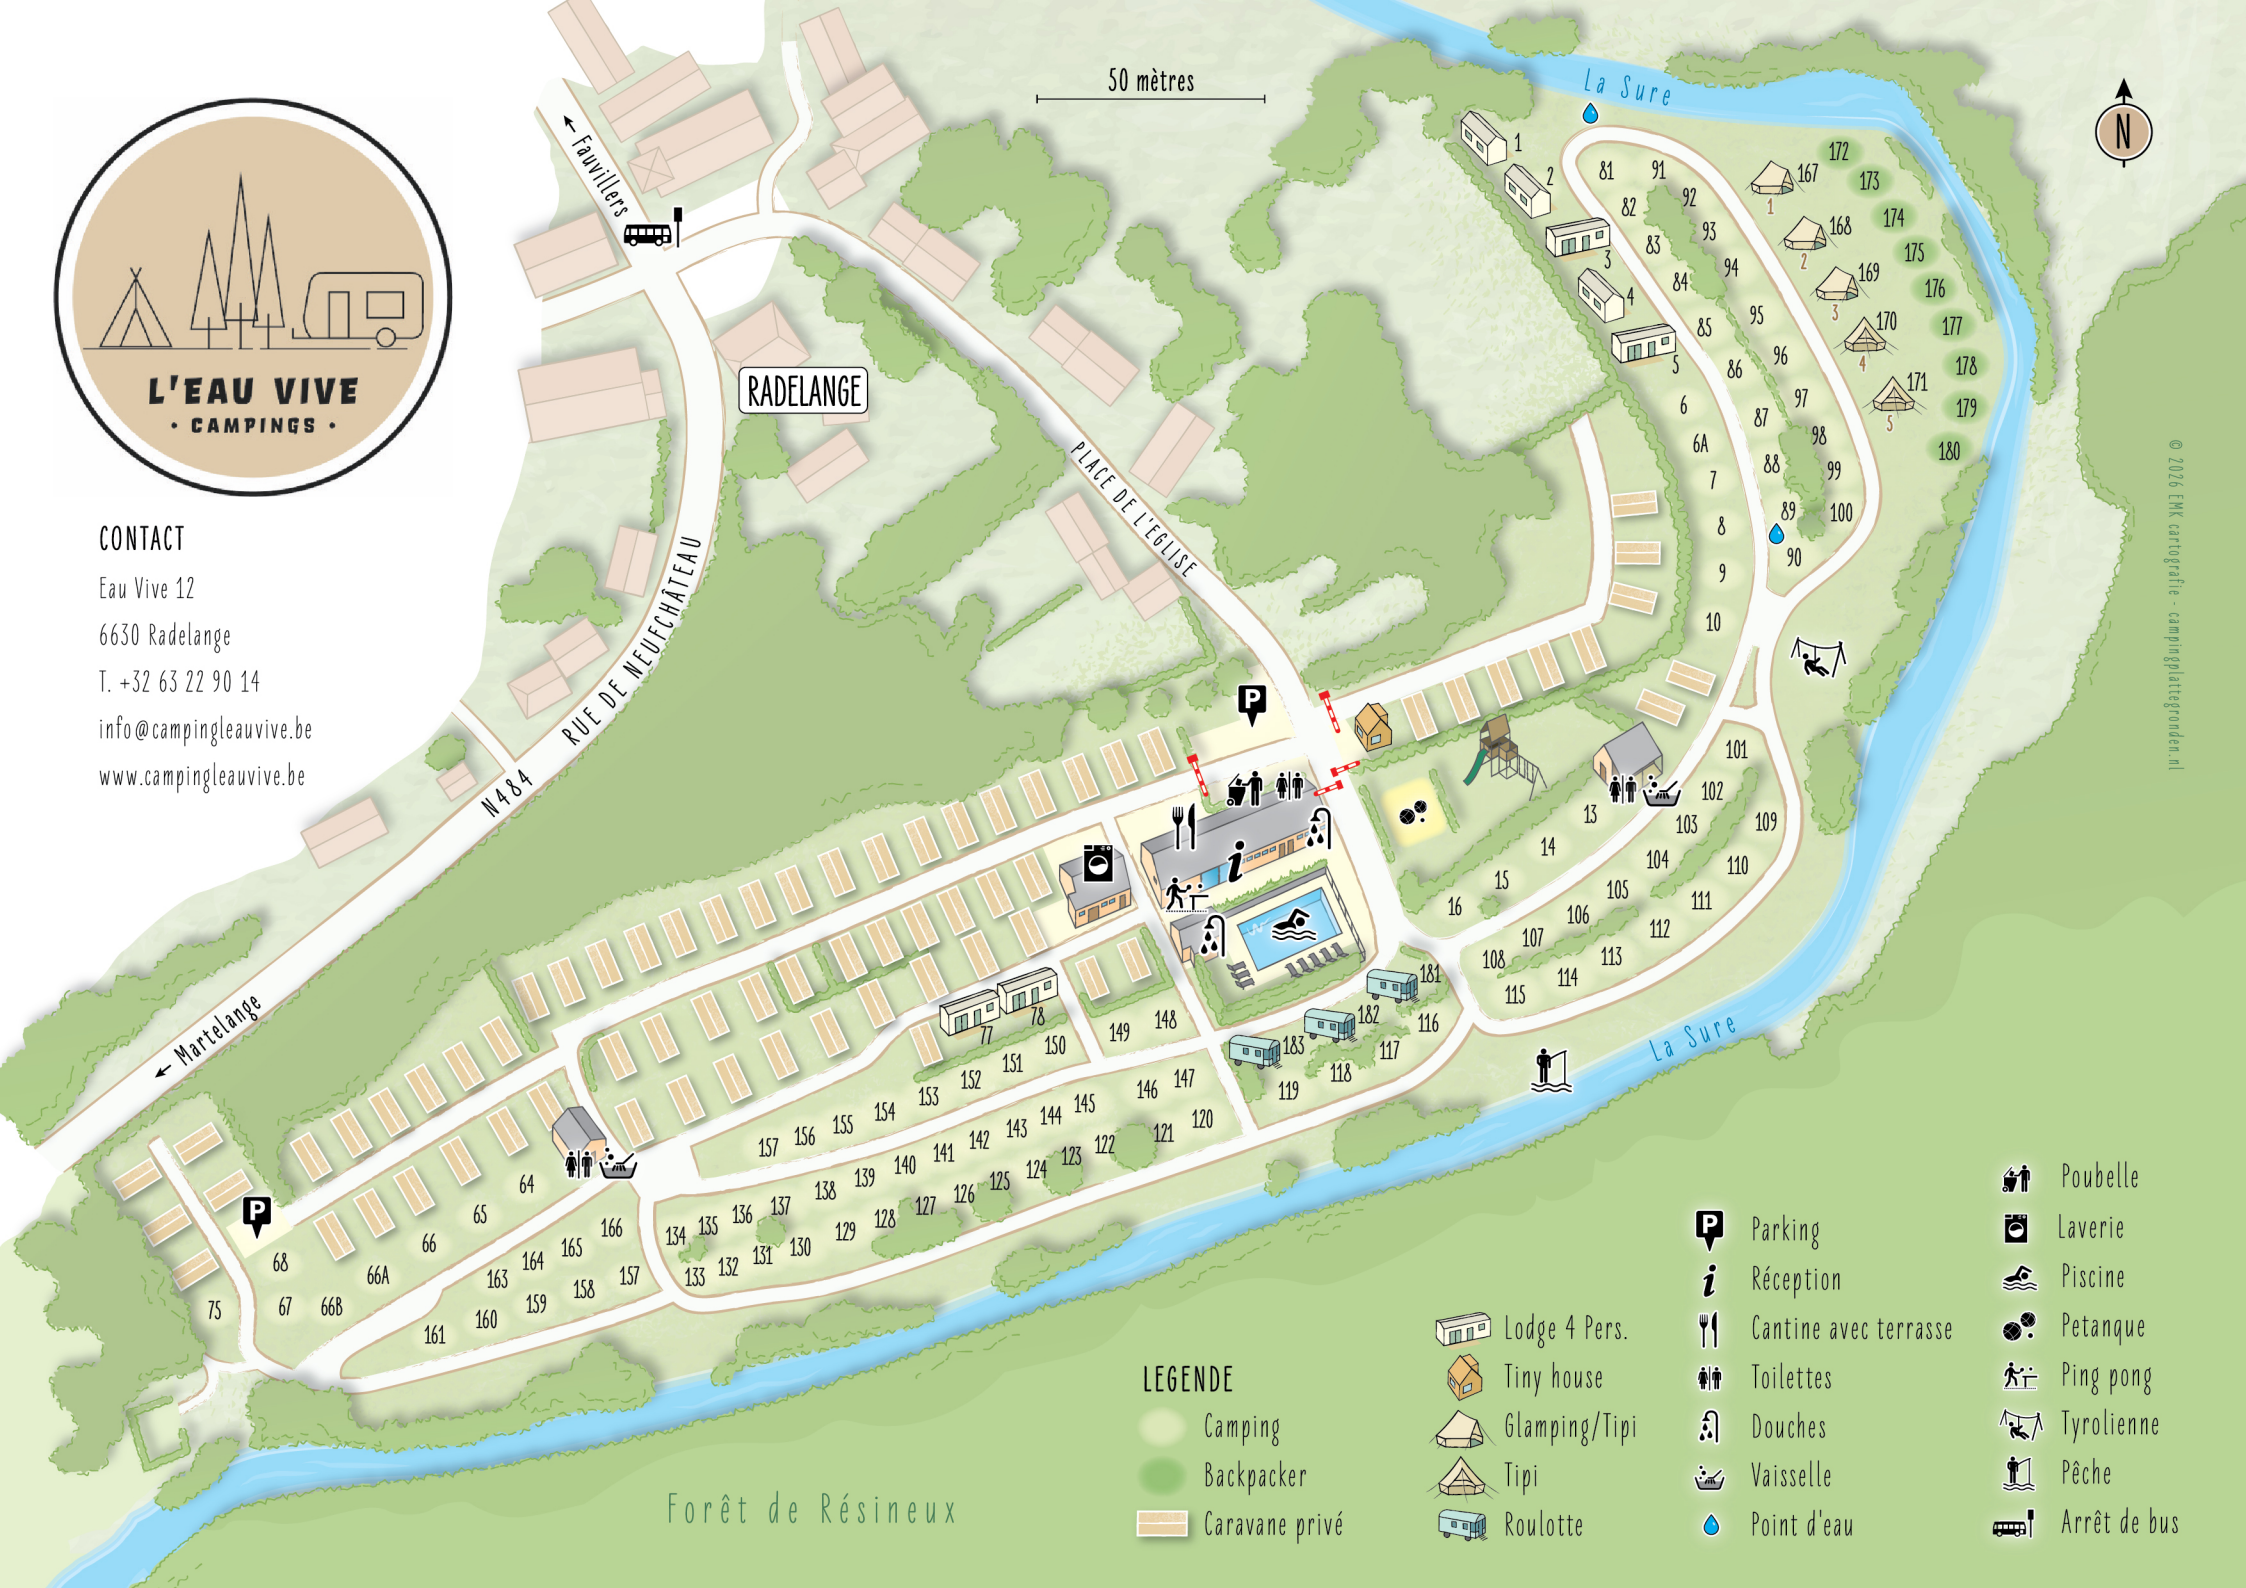 L'EAU VIVE
• CAMPINGS •
CONTACT
Eau Vive 12
6630 Radelange
T. +32 63 22 90 14
info@campingleauvive.be
www.campingleauvive.be
50 mètres
N
La Sure
← Fauvillers
RADELANGE
PLACE DE L'EGLISE
RUE DE NEUFCHÂTEAU
N484
← Martelange
La Sure
Forêt de Résineux
© 2026 EMK cartografie - campingplattegronden.nl
1
2
3
4
5
6
6A
7
8
9
10
81
82
83
84
85
86
87
88
89
90
91
92
93
94
95
96
97
98
99
100
167
1
168
2
169
3
170
4
171
5
172
173
174
175
176
177
178
179
180
P
101
102
103
104
105
106
107
108
109
110
111
112
113
114
115
13
14
15
16
181
182
183
116
117
118
119
77
78
148
149
150
151
152
153
154
155
156
157
147
146
145
144
143
142
141
140
139
138
137
136
135
134
120
121
122
123
124
125
126
127
128
129
130
131
132
133
64
65
66
66A
66B
67
68
75
P
166
165
164
163
157
158
159
160
161
LEGENDE
Camping
Backpacker
Caravane privé
Lodge 4 Pers.
Tiny house
Glamping/Tipi
Tipi
Roulotte
P Parking
Réception
Cantine avec terrasse
Toilettes
Douches
Vaisselle
Point d'eau
Poubelle
Laverie
Piscine
Petanque
Ping pong
Tyrolienne
Pêche
Arrêt de bus